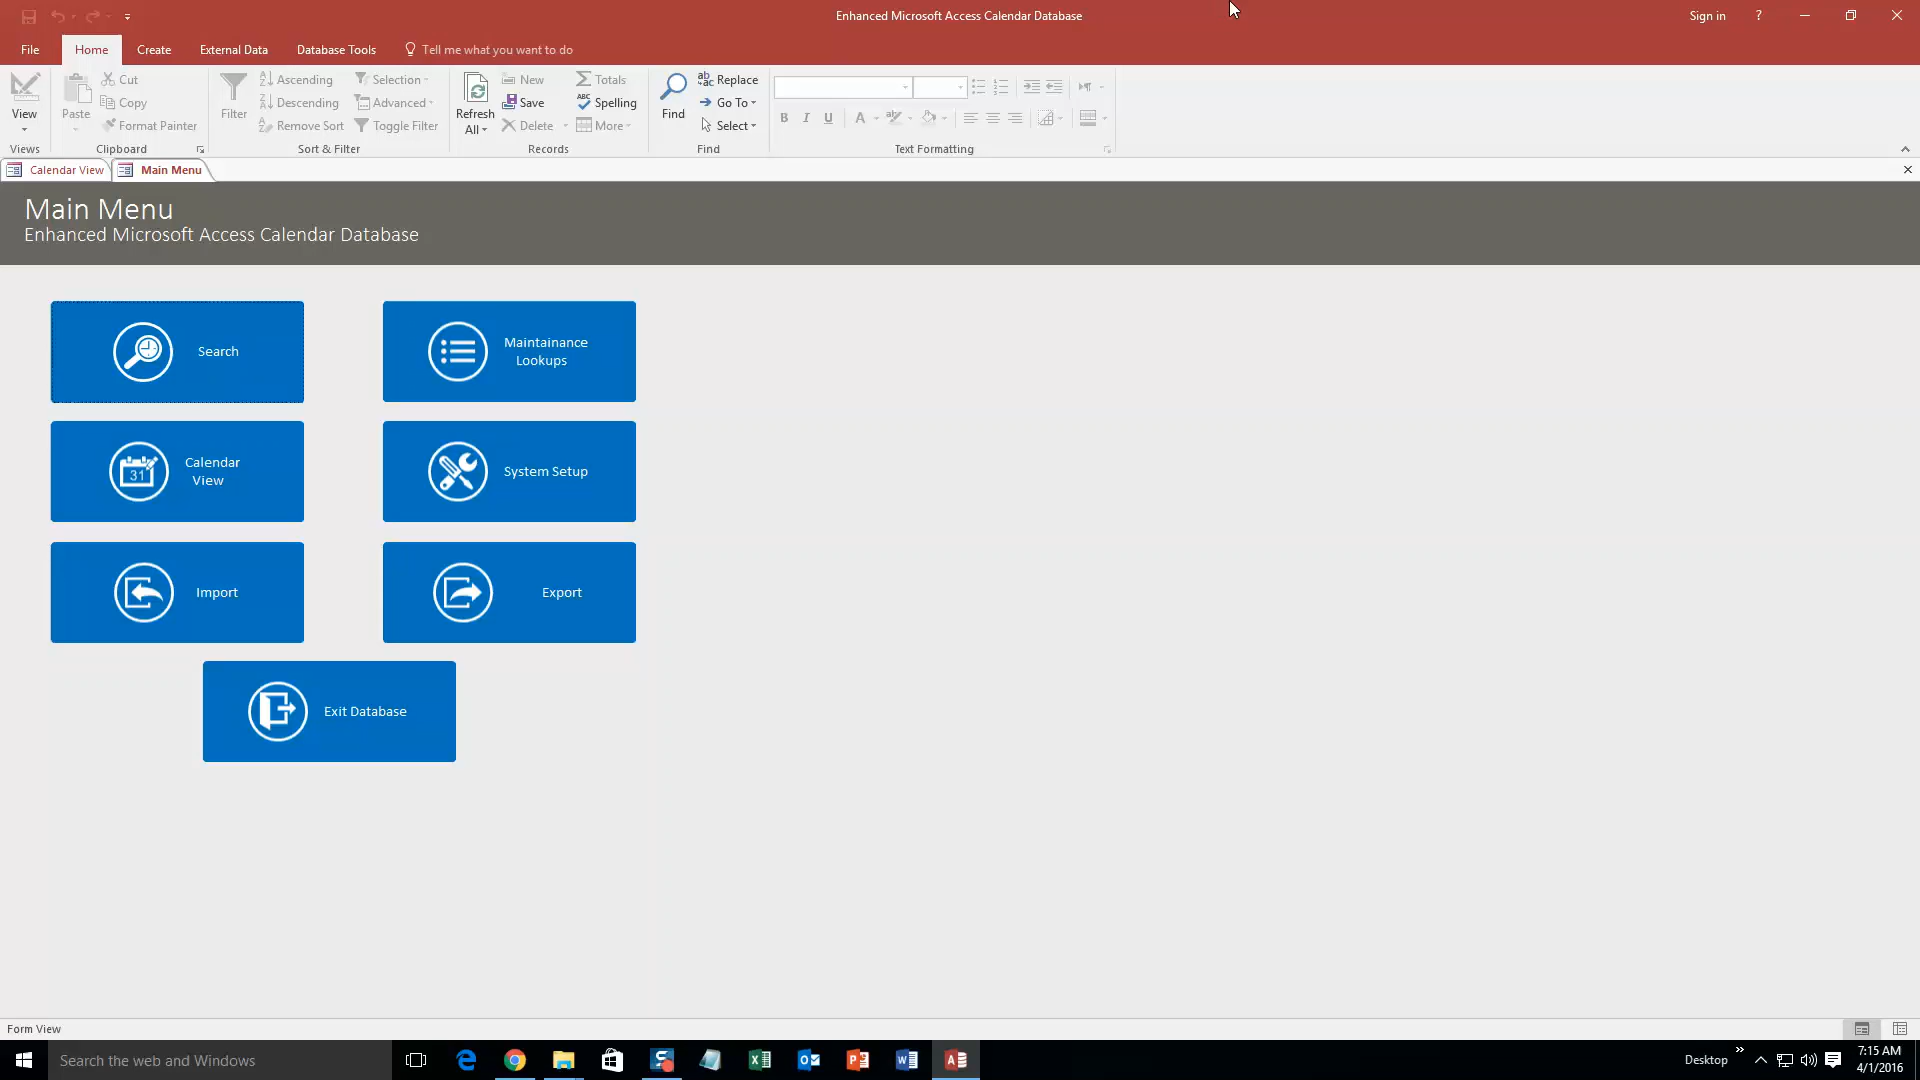 Enhanced Microsoft Access Calendar Database
Sign in
?
File
Home
Create
External Data
Database Tools
Tell me what you want to do
View
Views
Paste
Cut
Copy
Format Painter
Clipboard
Filter
Ascending
Descending
Remove Sort
Selection
Advanced
Toggle Filter
Sort & Filter
Refresh
All
New
Save
Delete
Totals
Spelling
More
Records
Find
Replace
Go To
Select
Find
B I U A
Text Formatting
Calendar View
Main Menu
Main Menu
Enhanced Microsoft Access Calendar Database
Search
Maintainance
Lookups
Calendar
View
31
System Setup
Import
Export
Exit Database
Form View
Search the web and Windows
Desktop
7:15 AM
4/1/2016